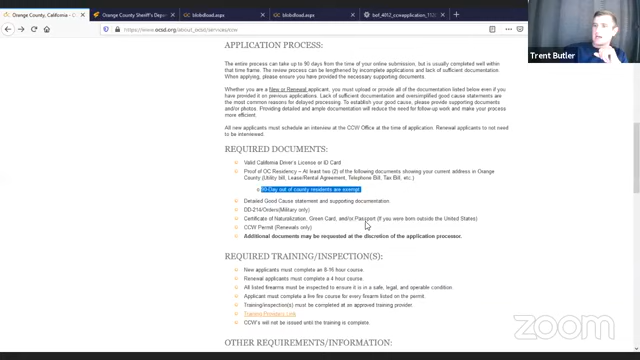 Orange County, California -
Orange County Sheriff's Depar
blobdload.aspx
blobdload.aspx
https://www.ocsd.org/about_ocsd/services/ccw
Trent Butler
APPLICATION PROCESS:
The entire process can take up to 90 days from the time of your online submission, but is usually completed well within
that time frame. The review process can be lengthened by incomplete applications and lack of sufficient documentation.
When applying, please ensure you have provided the necessary supporting documents.
Whether you are a New or Renewal applicant, you must upload or provide all of the documentation listed below even if you
have provided it on previous applications. Lack of sufficient documentation and oversimplified good cause statements are
the most common reasons for delayed processing. To establish your good cause, please provide supporting documents
and/or photos. Providing detailed and ample documentation will reduce the need for follow-up work and make your process
more efficient.
All new applicants must schedule an interview at the CCW Office at the time of application. Renewal applicants to not need
to be interviewed.
REQUIRED DOCUMENTS:
Valid California Driver's License or ID Card
Proof of OC Residency – At least two (2) of the following documents showing your current address in Orange
County (Utility bill, Lease/Rental Agreement, Telephone Bill, Tax Bill, etc.)
90-Day out of county residents are exempt.
Detailed Good Cause statement and supporting documentation.
DD-214/Orders(Military only)
Certificate of Naturalization, Green Card, and/or Passport (If you were born outside the United States)
CCW Permit (Renewals only)
Additional documents may be requested at the discretion of the application processor.
REQUIRED TRAINING/INSPECTION(S):
New applicants must complete an 8-16 hour course.
Renewal applicants must complete a 4 hour course.
All listed firearms must be inspected to ensure it is in a safe, legal, and operable condition.
Applicant must complete a live fire course for every firearm listed on the permit.
Training/inspection(s) must be completed at an approved training provider.
Training Providers Link
CCW's will not be issued until the training is complete.
OTHER REQUIREMENTS/INFORMATION:
zoom